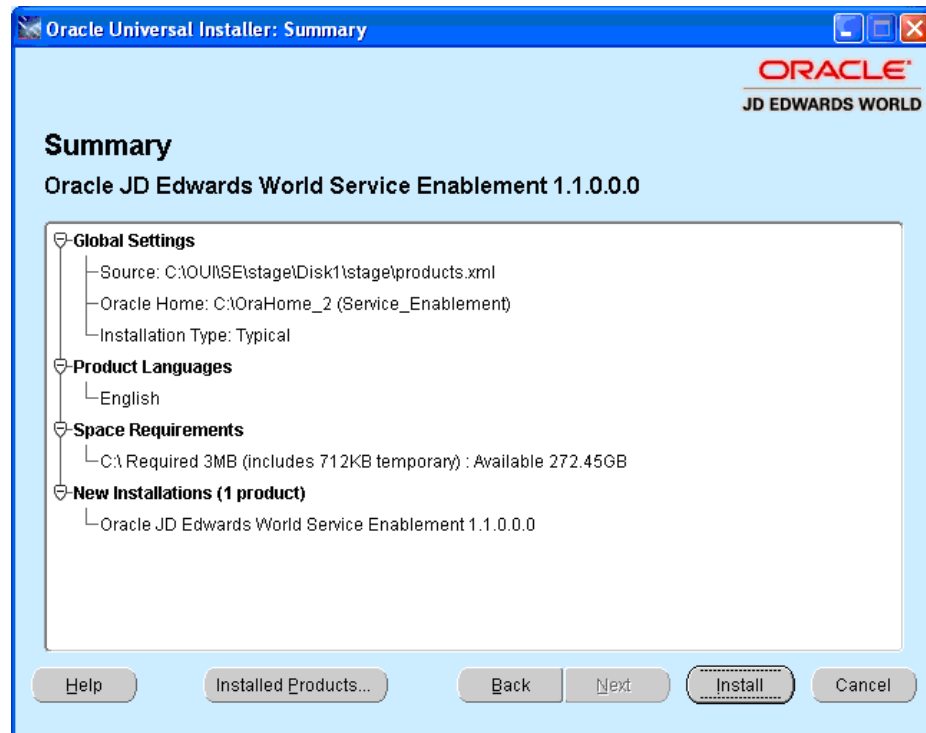 Oracle Universal Installer: Summary
ORACLE
JD EDWARDS WORLD
Summary
Oracle JD Edwards World Service Enablement 1.1.0.0.0
Global Settings
Source: C:\OUI\SE\stage\Disk1\stage\products.xml
Oracle Home: C:\OraHome_2 (Service_Enablement)
Installation Type: Typical
Product Languages
English
Space Requirements
C:\ Required 3MB (includes 712KB temporary) : Available 272.45GB
New Installations (1 product)
Oracle JD Edwards World Service Enablement 1.1.0.0.0
Help
Installed Products...
Back
Next
Install
Cancel